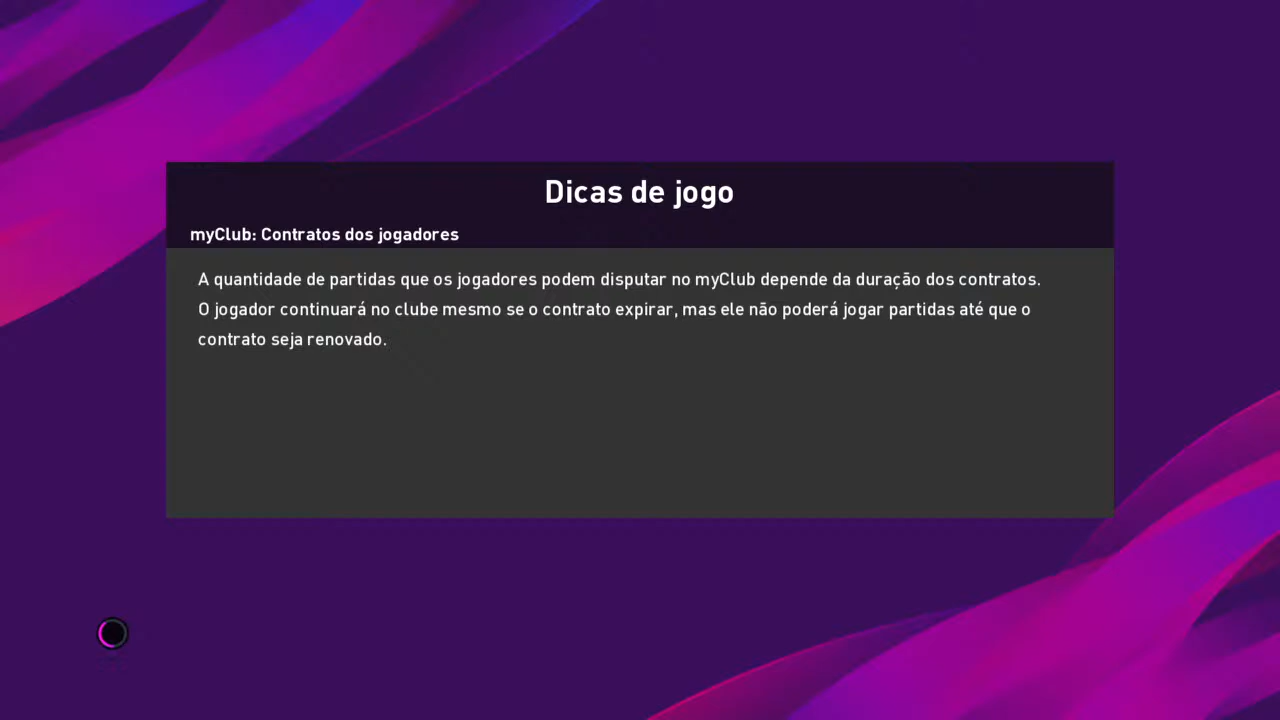 Dicas de jogo
myClub: Contratos dos jogadores
A quantidade de partidas que os jogadores podem disputar no myClub depende da duração dos contratos.
O jogador continuará no clube mesmo se o contrato expirar, mas ele não poderá jogar partidas até que o
contrato seja renovado.